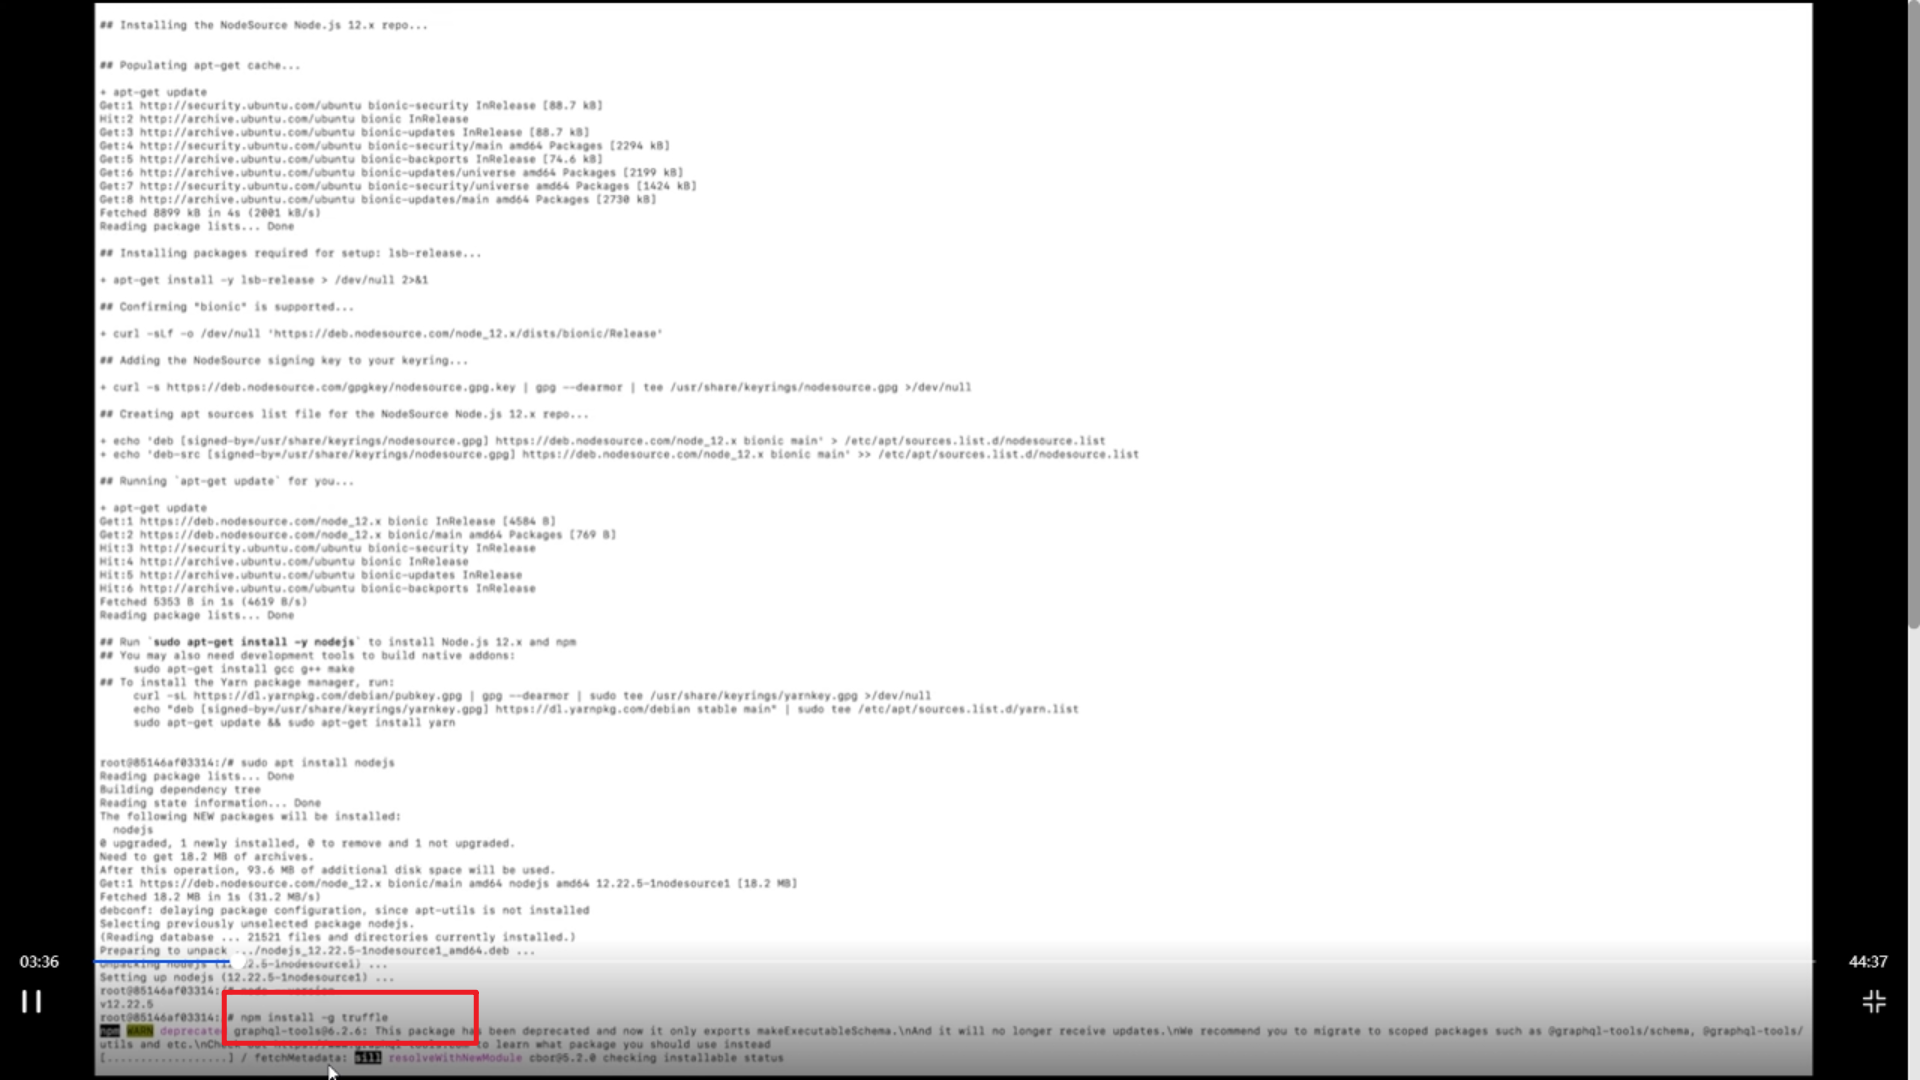 ## Installing the NodeSource Node.js 12.x repo...
## Populating apt-get cache...
+ apt-get update
Get:1 http://security.ubuntu.com/ubuntu bionic-security InRelease [88.7 kB]
Hit:2 http://archive.ubuntu.com/ubuntu bionic InRelease
Get:3 http://archive.ubuntu.com/ubuntu bionic-updates InRelease [88.7 kB]
Get:4 http://security.ubuntu.com/ubuntu bionic-security/main amd64 Packages [2294 kB]
Get:5 http://archive.ubuntu.com/ubuntu bionic-backports InRelease [74.6 kB]
Get:6 http://archive.ubuntu.com/ubuntu bionic-updates/universe amd64 Packages [2199 kB]
Get:7 http://security.ubuntu.com/ubuntu bionic-security/universe amd64 Packages [1424 kB]
Get:8 http://archive.ubuntu.com/ubuntu bionic-updates/main amd64 Packages [2730 kB]
Fetched 8899 kB in 4s (2001 kB/s)
Reading package lists... Done
## Installing packages required for setup: lsb-release...
+ apt-get install -y lsb-release > /dev/null 2>&1
## Confirming "bionic" is supported...
+ curl -sLf -o /dev/null 'https://deb.nodesource.com/node_12.x/dists/bionic/Release'
## Adding the NodeSource signing key to your keyring...
+ curl -s https://deb.nodesource.com/gpgkey/nodesource.gpg.key | gpg --dearmor | tee /usr/share/keyrings/nodesource.gpg >/dev/null
## Creating apt sources list file for the NodeSource Node.js 12.x repo...
+ echo 'deb [signed-by=/usr/share/keyrings/nodesource.gpg] https://deb.nodesource.com/node_12.x bionic main' > /etc/apt/sources.list.d/nodesource.list
+ echo 'deb-src [signed-by=/usr/share/keyrings/nodesource.gpg] https://deb.nodesource.com/node_12.x bionic main' >> /etc/apt/sources.list.d/nodesource.list
## Running `apt-get update` for you...
+ apt-get update
Get:1 https://deb.nodesource.com/node_12.x bionic InRelease [4584 B]
Get:2 https://deb.nodesource.com/node_12.x bionic/main amd64 Packages [769 B]
Hit:3 http://security.ubuntu.com/ubuntu bionic-security InRelease
Hit:4 http://archive.ubuntu.com/ubuntu bionic InRelease
Hit:5 http://archive.ubuntu.com/ubuntu bionic-updates InRelease
Hit:6 http://archive.ubuntu.com/ubuntu bionic-backports InRelease
Fetched 5353 B in 1s (4619 B/s)
Reading package lists... Done
## Run `sudo apt-get install -y nodejs` to install Node.js 12.x and npm
## You may also need development tools to build native addons:
sudo apt-get install gcc g++ make
## To install the Yarn package manager, run:
curl -sL https://dl.yarnpkg.com/debian/pubkey.gpg | gpg --dearmor | sudo tee /usr/share/keyrings/yarnkey.gpg >/dev/null
echo "deb [signed-by=/usr/share/keyrings/yarnkey.gpg] https://dl.yarnpkg.com/debian stable main" | sudo tee /etc/apt/sources.list.d/yarn.list
sudo apt-get update && sudo apt-get install yarn
root@85146af03314:/# sudo apt install nodejs
Reading package lists... Done
Building dependency tree
Reading state information... Done
The following NEW packages will be installed:
nodejs
0 upgraded, 1 newly installed, 0 to remove and 1 not upgraded.
Need to get 18.2 MB of archives.
After this operation, 93.6 MB of additional disk space will be used.
Get:1 https://deb.nodesource.com/node_12.x bionic/main amd64 nodejs amd64 12.22.5-1nodesource1 [18.2 MB]
Fetched 18.2 MB in 1s (31.2 MB/s)
debconf: delaying package configuration, since apt-utils is not installed
Selecting previously unselected package nodejs.
(Reading database ... 21521 files and directories currently installed.)
Preparing to unpack .../nodejs_12.22.5-1nodesource1_amd64.deb ...
03:36
44:37
Unpacking nodejs 2.5-1nodesource1) ...
Setting up nodejs (12.22.5-1nodesource1) ...
root@85146af03314:
v12.22.5
root@85146af03314: # npm install -g truffle
npm WARN deprecate graphql-tools@6.2.6: This package has been deprecated and now it only exports makeExecutableSchema.\nAnd it will no longer receive updates.\nWe recommend you to migrate to scoped packages such as @graphql-tools/schema, @graphql-tools/
utils and etc.\nCh to learn what package you should use instead
[..................] / fetchMetadata: sill resolveWithNewModule cbor@5.2.0 checking installable status